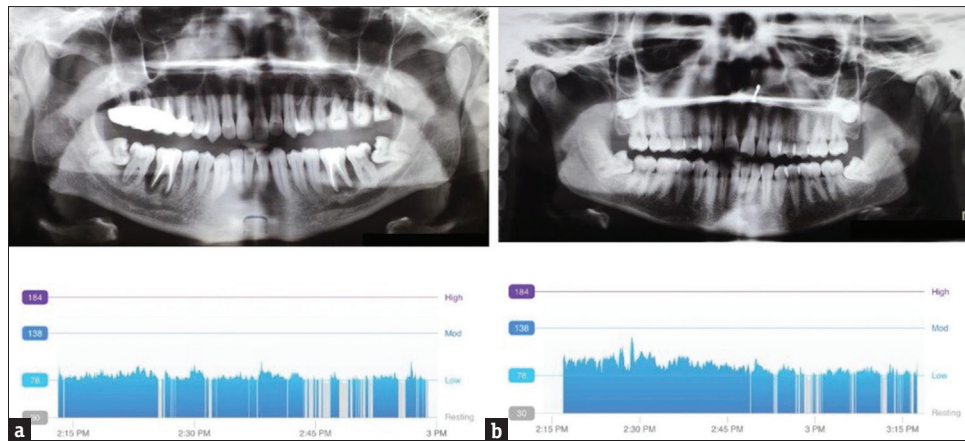 184 High
138 Mod
78 Low
30 Resting
2:15 PM 2:30 PM 2:45 PM 3 PM
a
184 High
138 Mod
78 Low
30 Resting
2:15 PM 2:30 PM 2:45 PM 3 PM 3:15 PM
b